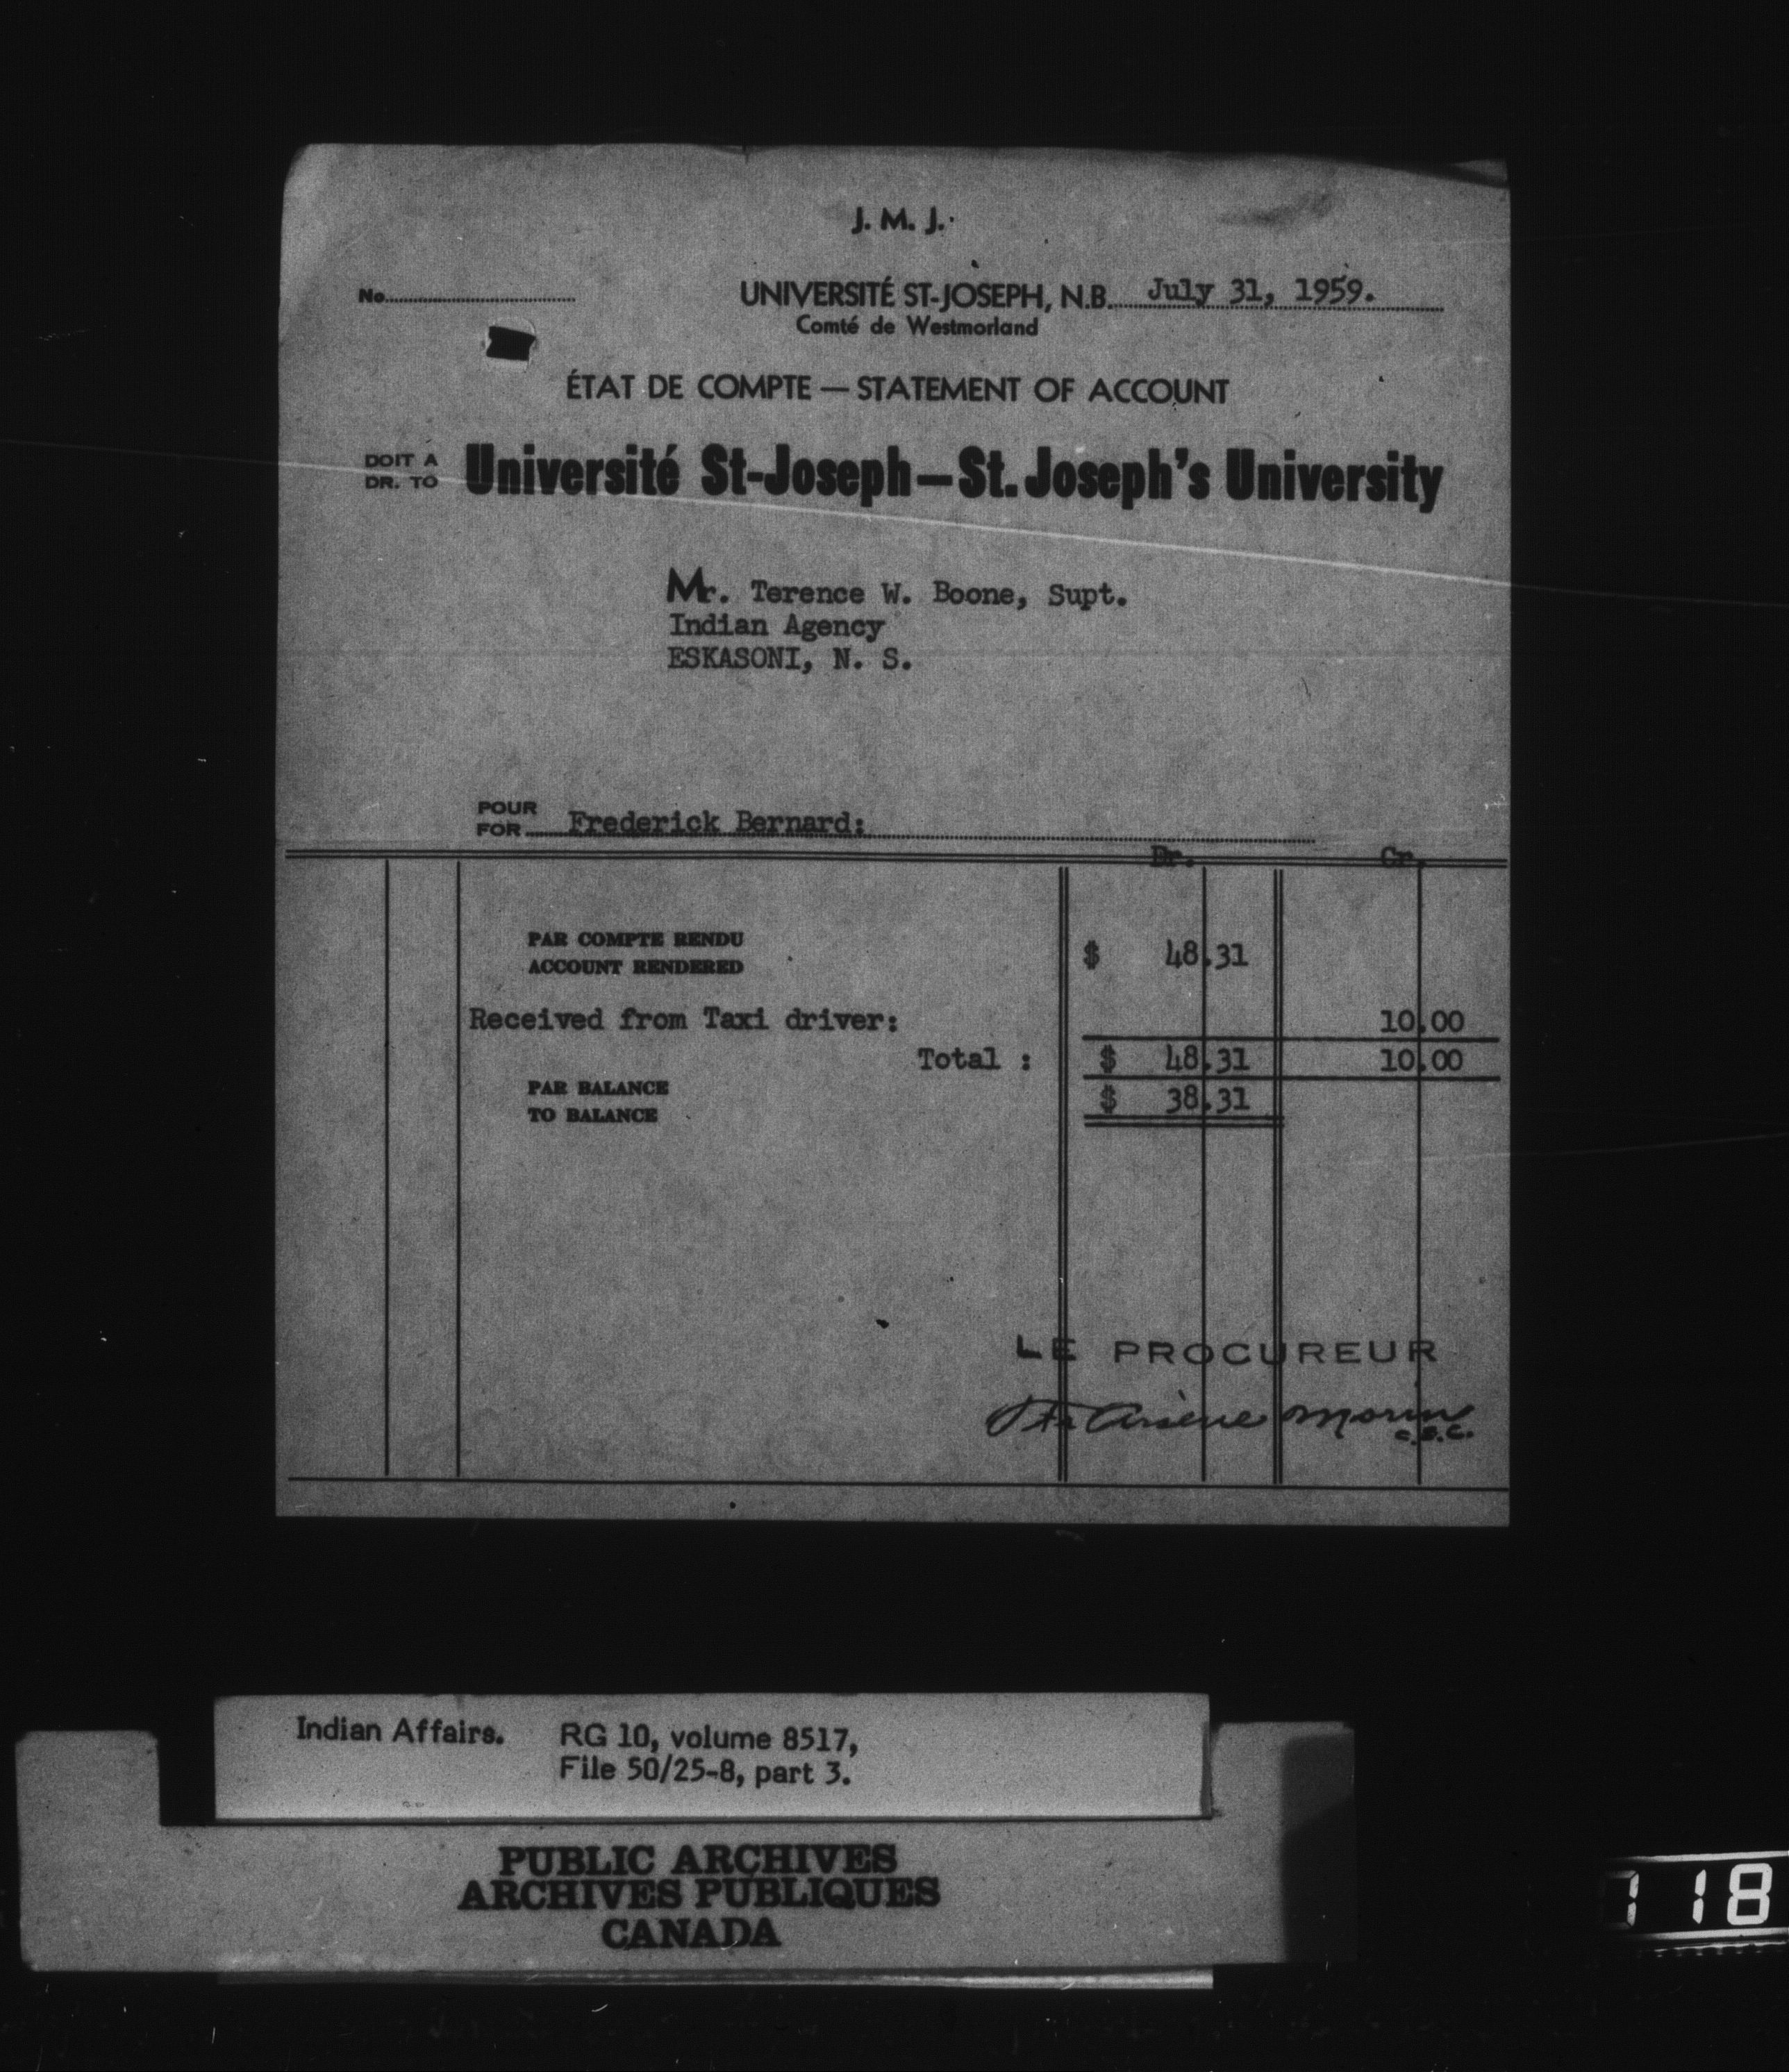 J. M. J.
No.
UNIVERSITÉ ST-JOSEPH, N.B. July 31, 1959.
Comté de Westmorland
ÉTAT DE COMPTE — STATEMENT OF ACCOUNT
DOIT A
DR. TO
Université St-Joseph—St. Joseph's University
Mr. Terence W. Boone, Supt.
Indian Agency
ESKASONI, N. S.
POUR
FOR Frederick Bernard:
Dr. Cr.
PAR COMPTE RENDU
ACCOUNT RENDERED
$ 48.31
Received from Taxi driver: 10.00
Total : $ 48.31 10.00
PAR BALANCE
TO BALANCE
$ 38.31
LE PROCUREUR
Arsène Morin
c.s.c.
Indian Affairs. RG 10, volume 8517,
File 50/25-8, part 3.
PUBLIC ARCHIVES
ARCHIVES PUBLIQUES
CANADA
118